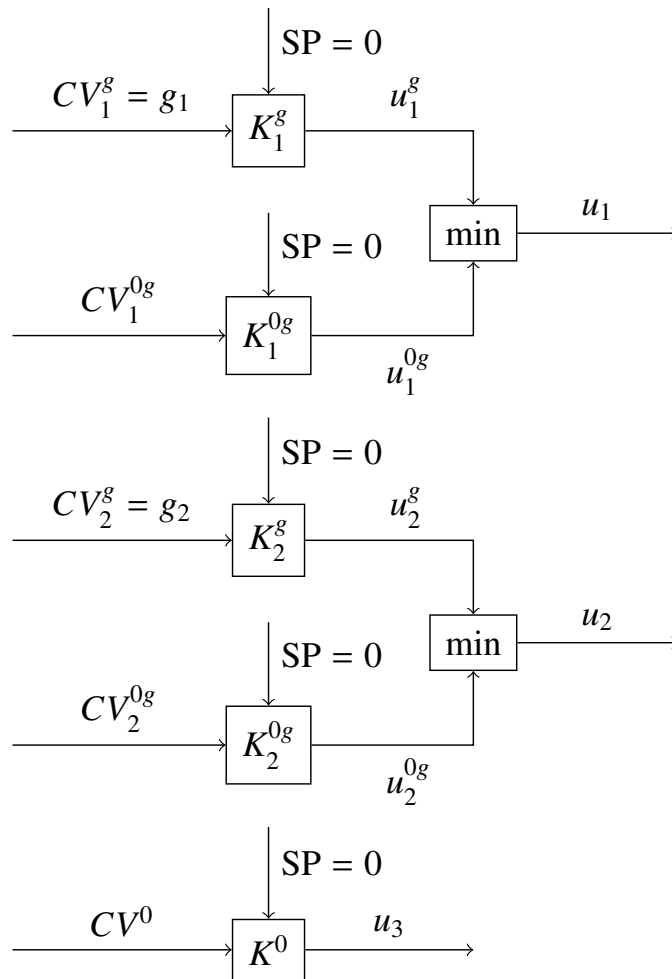 SP = 0
$CV_1^g = g_1$
$K_1^g$
$u_1^g$
min
$u_1$
SP = 0
$CV_1^{0g}$
$K_1^{0g}$
$u_1^{0g}$
SP = 0
$CV_2^g = g_2$
$K_2^g$
$u_2^g$
min
$u_2$
SP = 0
$CV_2^{0g}$
$K_2^{0g}$
$u_2^{0g}$
SP = 0
$CV^0$
$K^0$
$u_3$